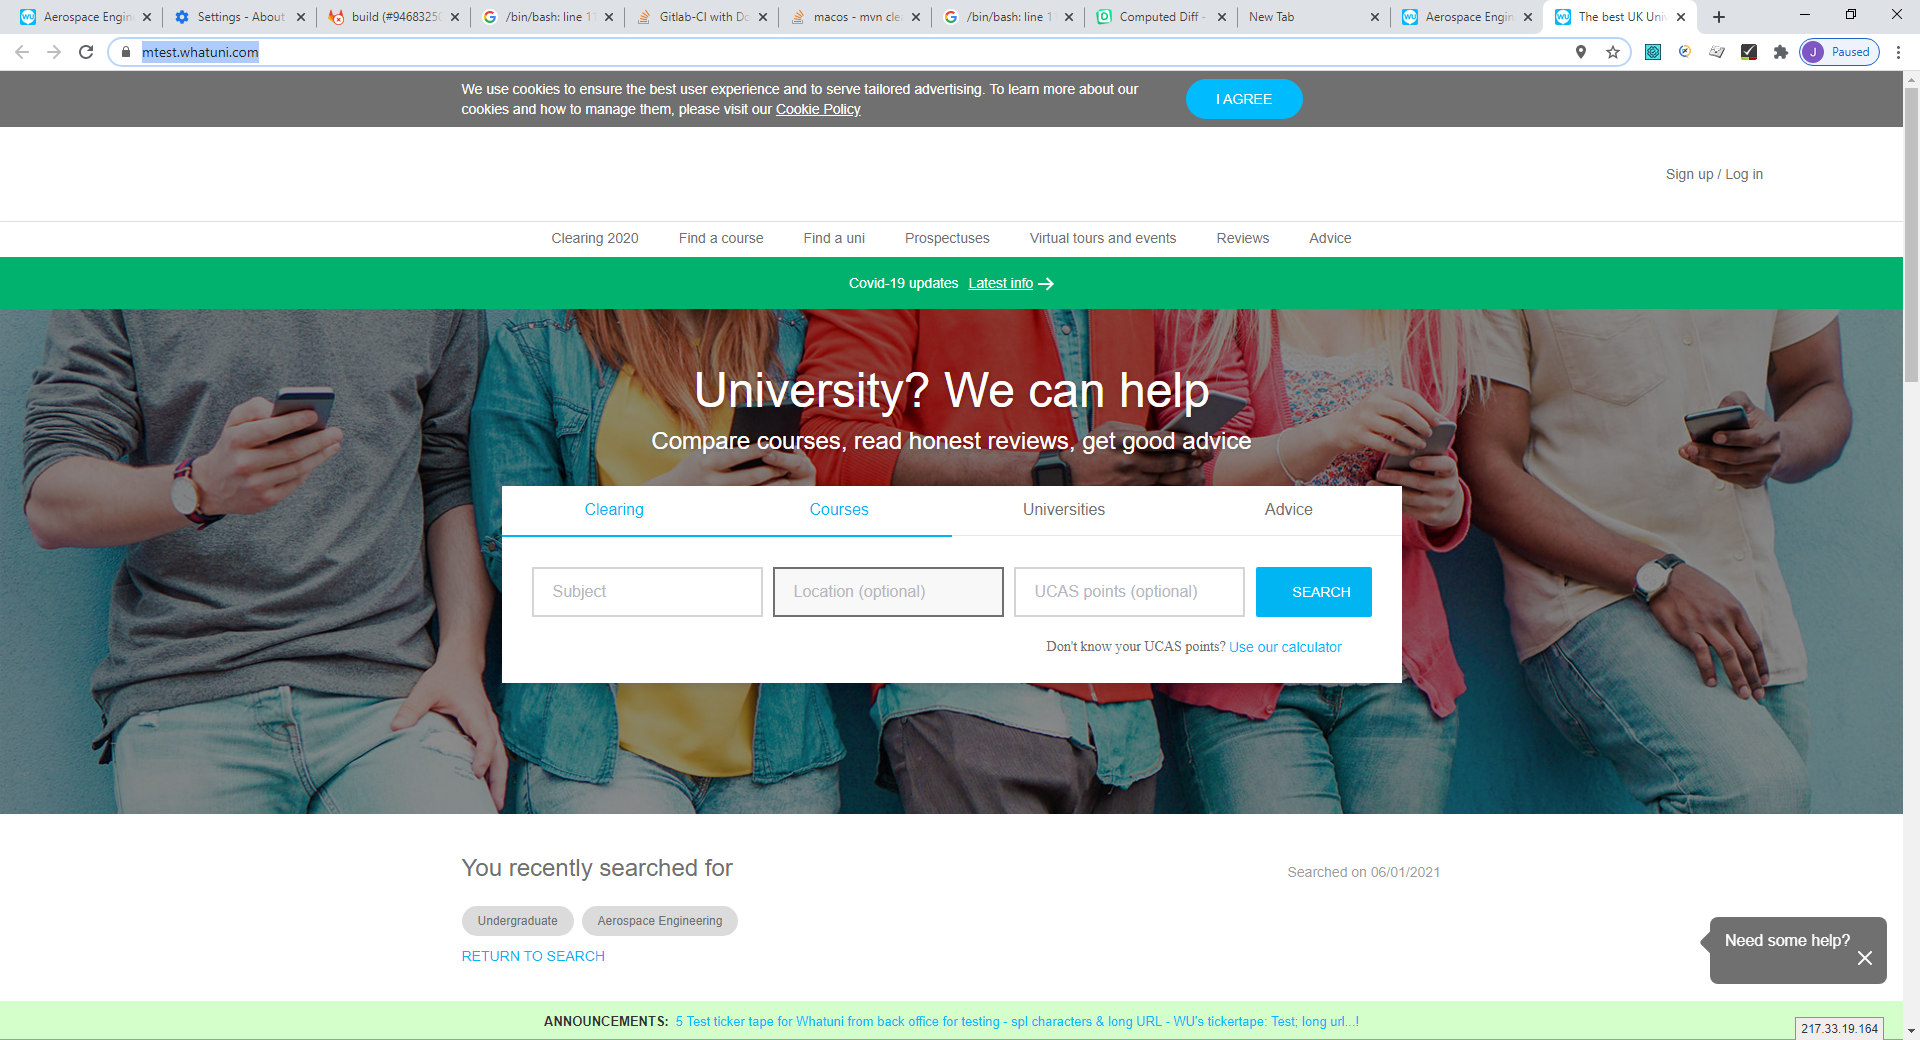 Aerospace Engin
Settings - About
build (#9468325
/bin/bash: line 1
Gitlab-CI with Do
macos - mvn cle
/bin/bash: line 1
Computed Diff -
New Tab
Aerospace Engin
The best UK Uni
mtest.whatuni.com
J Paused
We use cookies to ensure the best user experience and to serve tailored advertising. To learn more about our
cookies and how to manage them, please visit our Cookie Policy
I AGREE
Sign up / Log in
Clearing 2020 Find a course Find a uni Prospectuses Virtual tours and events Reviews Advice
Covid-19 updates Latest info
University? We can help
Compare courses, read honest reviews, get good advice
Clearing Courses Universities Advice
Subject Location (optional) UCAS points (optional) SEARCH
Don't know your UCAS points? Use our calculator
You recently searched for
Searched on 06/01/2021
Undergraduate Aerospace Engineering
RETURN TO SEARCH
Need some help?
ANNOUNCEMENTS: 5 Test ticker tape for Whatuni from back office for testing - spl characters & long URL - WU's tickertape: Test; long url...!
217.33.19.164